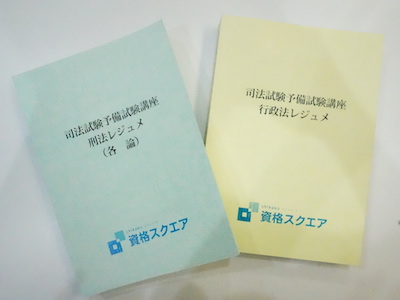 司法試験予備試験講座
刑法レジュメ
（各　論）
資格スクエア
司法試験予備試験講座
行政法レジュメ
資格スクエア